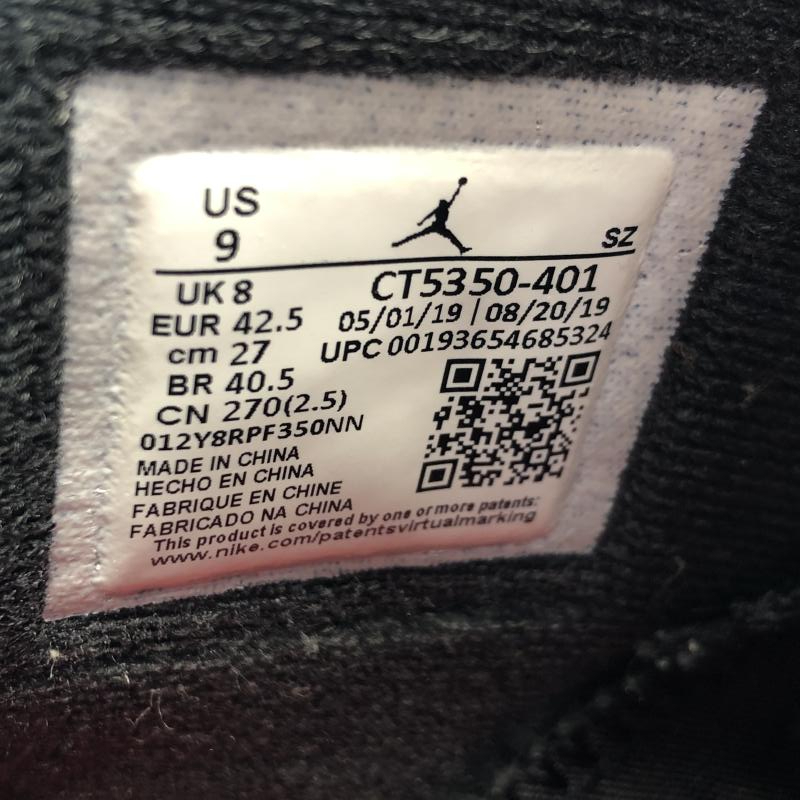 US
9
SZ
UK 8
CT5350-401
EUR 42.5
05/01/19 | 08/20/19
cm 27
UPC 00193654685324
BR 40.5
CN 270(2.5)
012Y8RPF350NN
MADE IN CHINA
HECHO EN CHINA
FABRIQUE EN CHINE
FABRICADO NA CHINA
This product is covered by one or more patents:
www.nike.com/patentsvirtualmarking